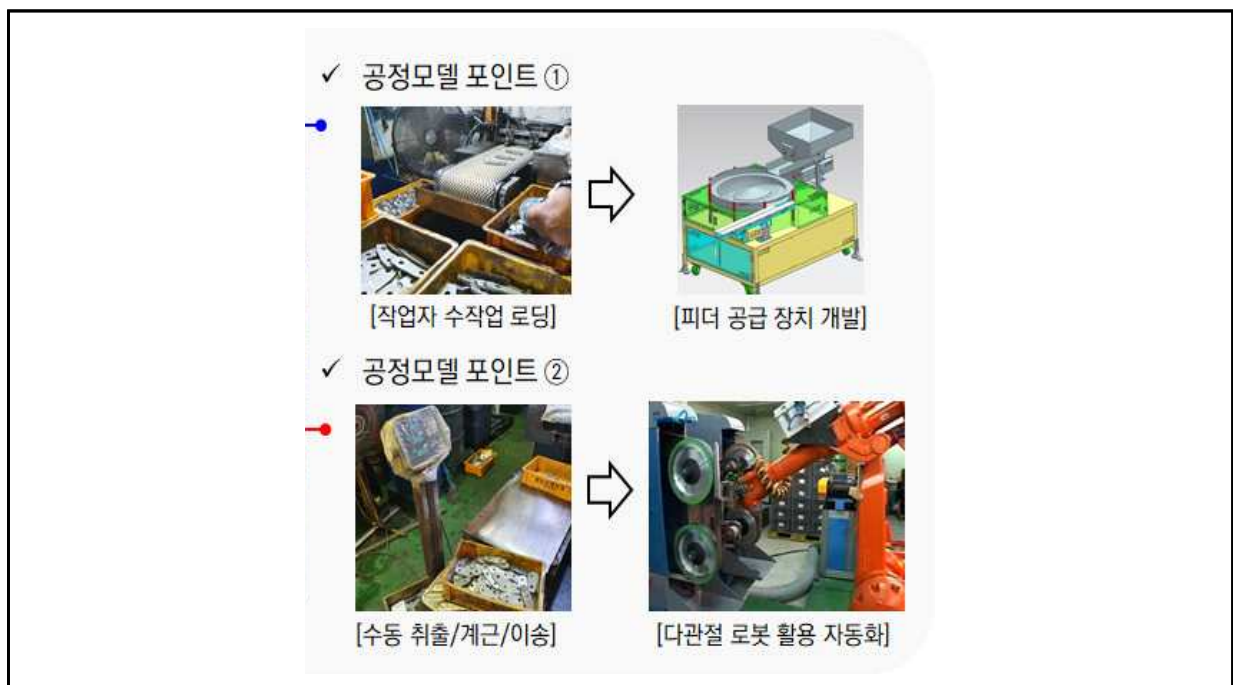 ✓ 공정모델 포인트 ①
[작업자 수작업 로딩] [피더 공급 장치 개발]
✓ 공정모델 포인트 ②
[수동 취출/계근/이송] [다관절 로봇 활용 자동화]